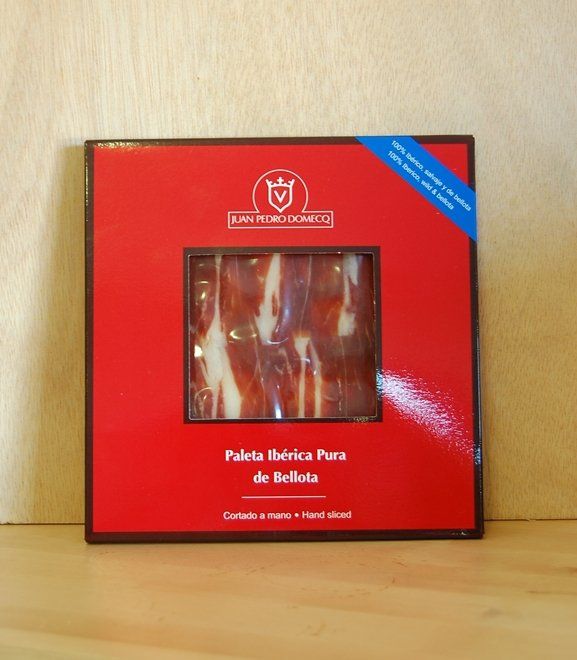 100% ibérico, salvaje y de bellota
100% iberico, wild & bellota
V
JUAN PEDRO DOMECQ
Paleta Ibérica Pura
de Bellota
Cortado a mano • Hand sliced